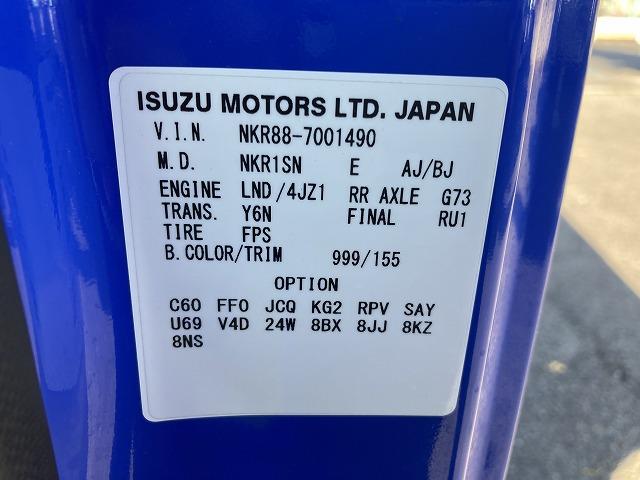 ISUZU MOTORS LTD. JAPAN
V.I.N. NKR88-7001490
M.D. NKR1SN E AJ/BJ
ENGINE LND/4JZ1 RR AXLE G73
TRANS. Y6N FINAL RU1
TIRE FPS
B.COLOR/TRIM 999/155
OPTION
C60 FF0 JCQ KG2 RPV SAY
U69 V4D 24W 8BX 8JJ 8KZ
8NS